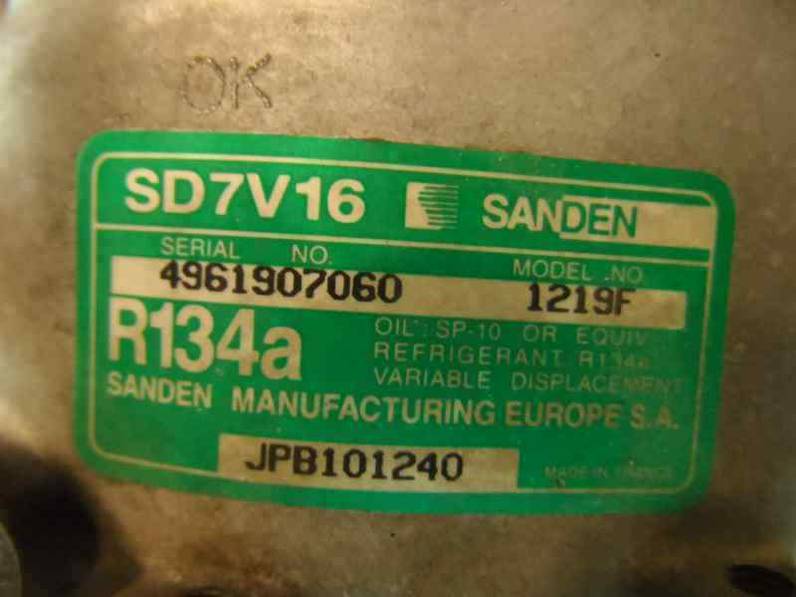 OK
SD7V16 SANDEN
SERIAL NO. MODEL NO
4961907060 1219F
R134a
OIL: SP-10 OR EQUIV
REFRIGERANT R134a
VARIABLE DISPLACEMENT
SANDEN MANUFACTURING EUROPE S.A.
JPB101240 MADE IN FRANCE